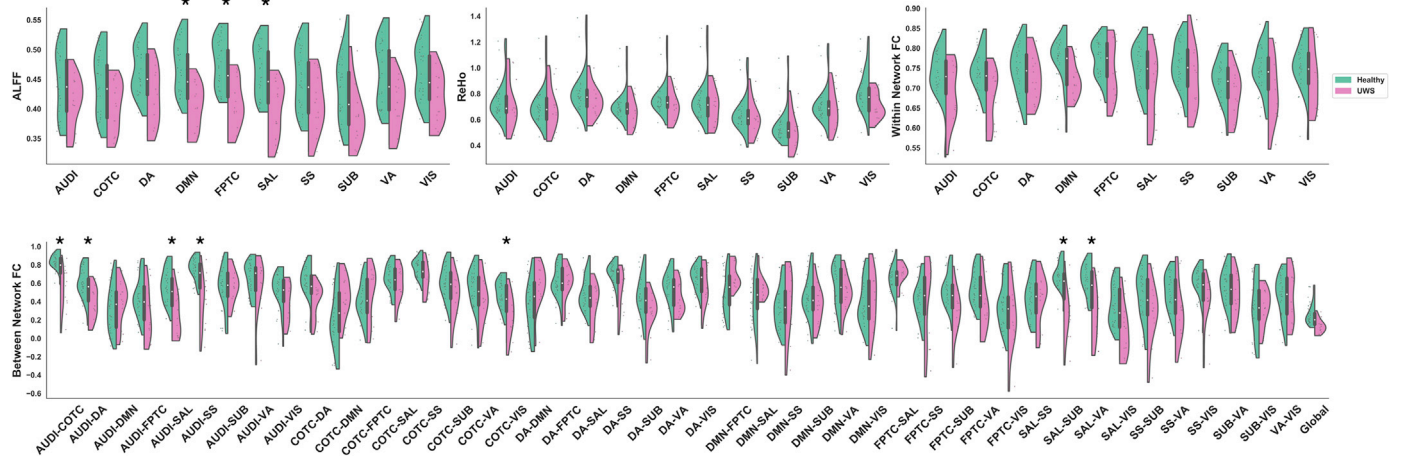 * * *
ALFF
0.55
0.50
0.45
0.40
0.35
AUDI COTC DA DMN FPTC SAL SS SUB VA VIS
ReHo
1.4
1.2
1.0
0.8
0.6
0.4
AUDI COTC DA DMN FPTC SAL SS SUB VA VIS
Within Network FC
0.90
0.85
0.80
0.75
0.70
0.65
0.60
0.55
AUDI COTC DA DMN FPTC SAL SS SUB VA VIS
Healthy
UWS
* * * * * * *
Between Network FC
1.0
0.8
0.6
0.4
0.2
0.0
−0.2
−0.4
−0.6
AUDI-COTC AUDI-DA AUDI-DMN AUDI-FPTC AUDI-SAL AUDI-SS AUDI-SUB AUDI-VA AUDI-VIS COTC-DA COTC-DMN COTC-FPTC COTC-SAL COTC-SS COTC-SUB COTC-VA COTC-VIS DA-DMN DA-FPTC DA-SAL DA-SS DA-SUB DA-VA DA-VIS DMN-FPTC DMN-SAL DMN-SS DMN-SUB DMN-VA DMN-VIS FPTC-SAL FPTC-SS FPTC-SUB FPTC-VA FPTC-VIS SAL-SS SAL-SUB SAL-VA SAL-VIS SS-SUB SS-VA SS-VIS SUB-VA SUB-VIS VA-VIS Global